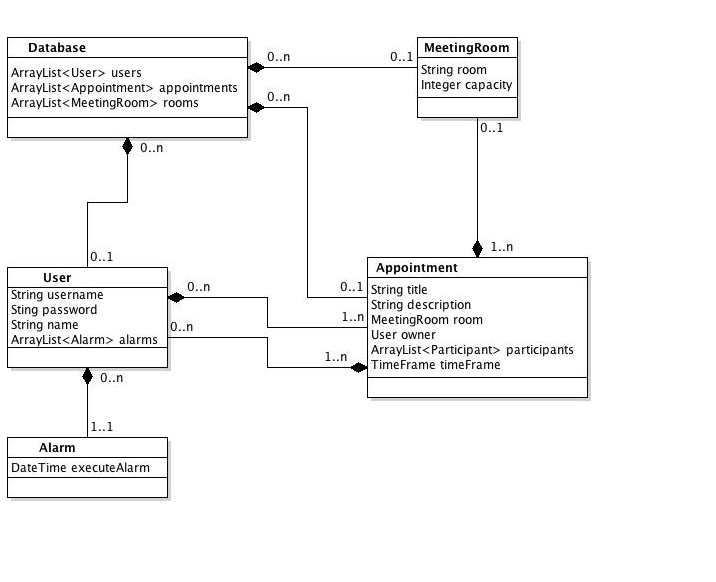 Database
ArrayList<User> users
ArrayList<Appointment> appointments
ArrayList<MeetingRoom> rooms
0..n
0..1
MeetingRoom
String room
Integer capacity
0..n
0..1
0..n
1..n
0..1
User
String username
Sting password
String name
ArrayList<Alarm> alarms
0..n
0..n
0..1
1..n
1..n
Appointment
String title
String description
MeetingRoom room
User owner
ArrayList<Participant> participants
TimeFrame timeFrame
0..n
1..1
Alarm
DateTime executeAlarm